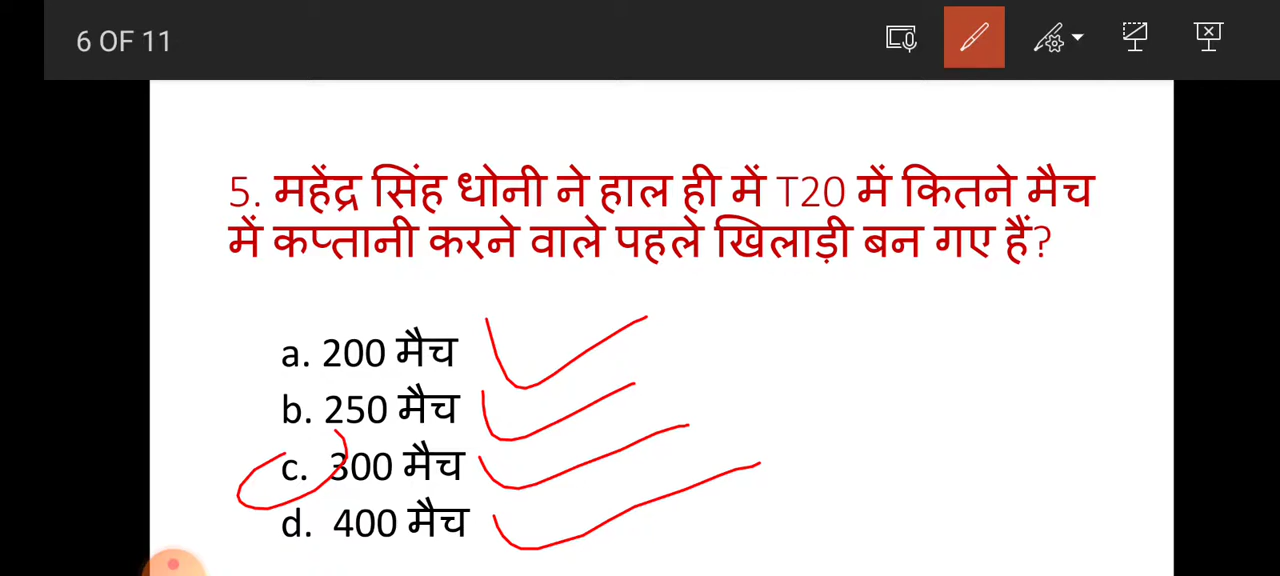 6 OF 11
5. महेंद्र सिंह धोनी ने हाल ही में T20 में कितने मैच
में कप्तानी करने वाले पहले खिलाड़ी बन गए हैं?
a. 200 मैच
b. 250 मैच
c. 300 मैच
d. 400 मैच